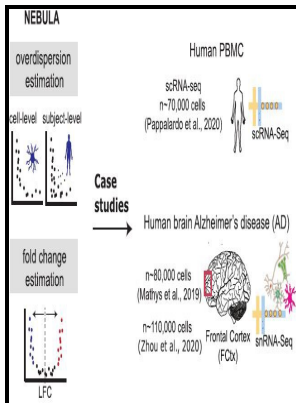 NEBULA
overdispersion
estimation
cell-level subject-level
fold change
estimation
LFC
Case
studies
Human PBMC
scRNA-seq
n~70,000 cells
(Pappalardo et al., 2020)
scRNA-Seq
Human brain Alzheimer's disease (AD)
n~80,000 cells
(Mathys et al., 2019)
n~110,000 cells
(Zhou et al., 2020)
Frontal Cortex
(FCtx)
snRNA-Seq